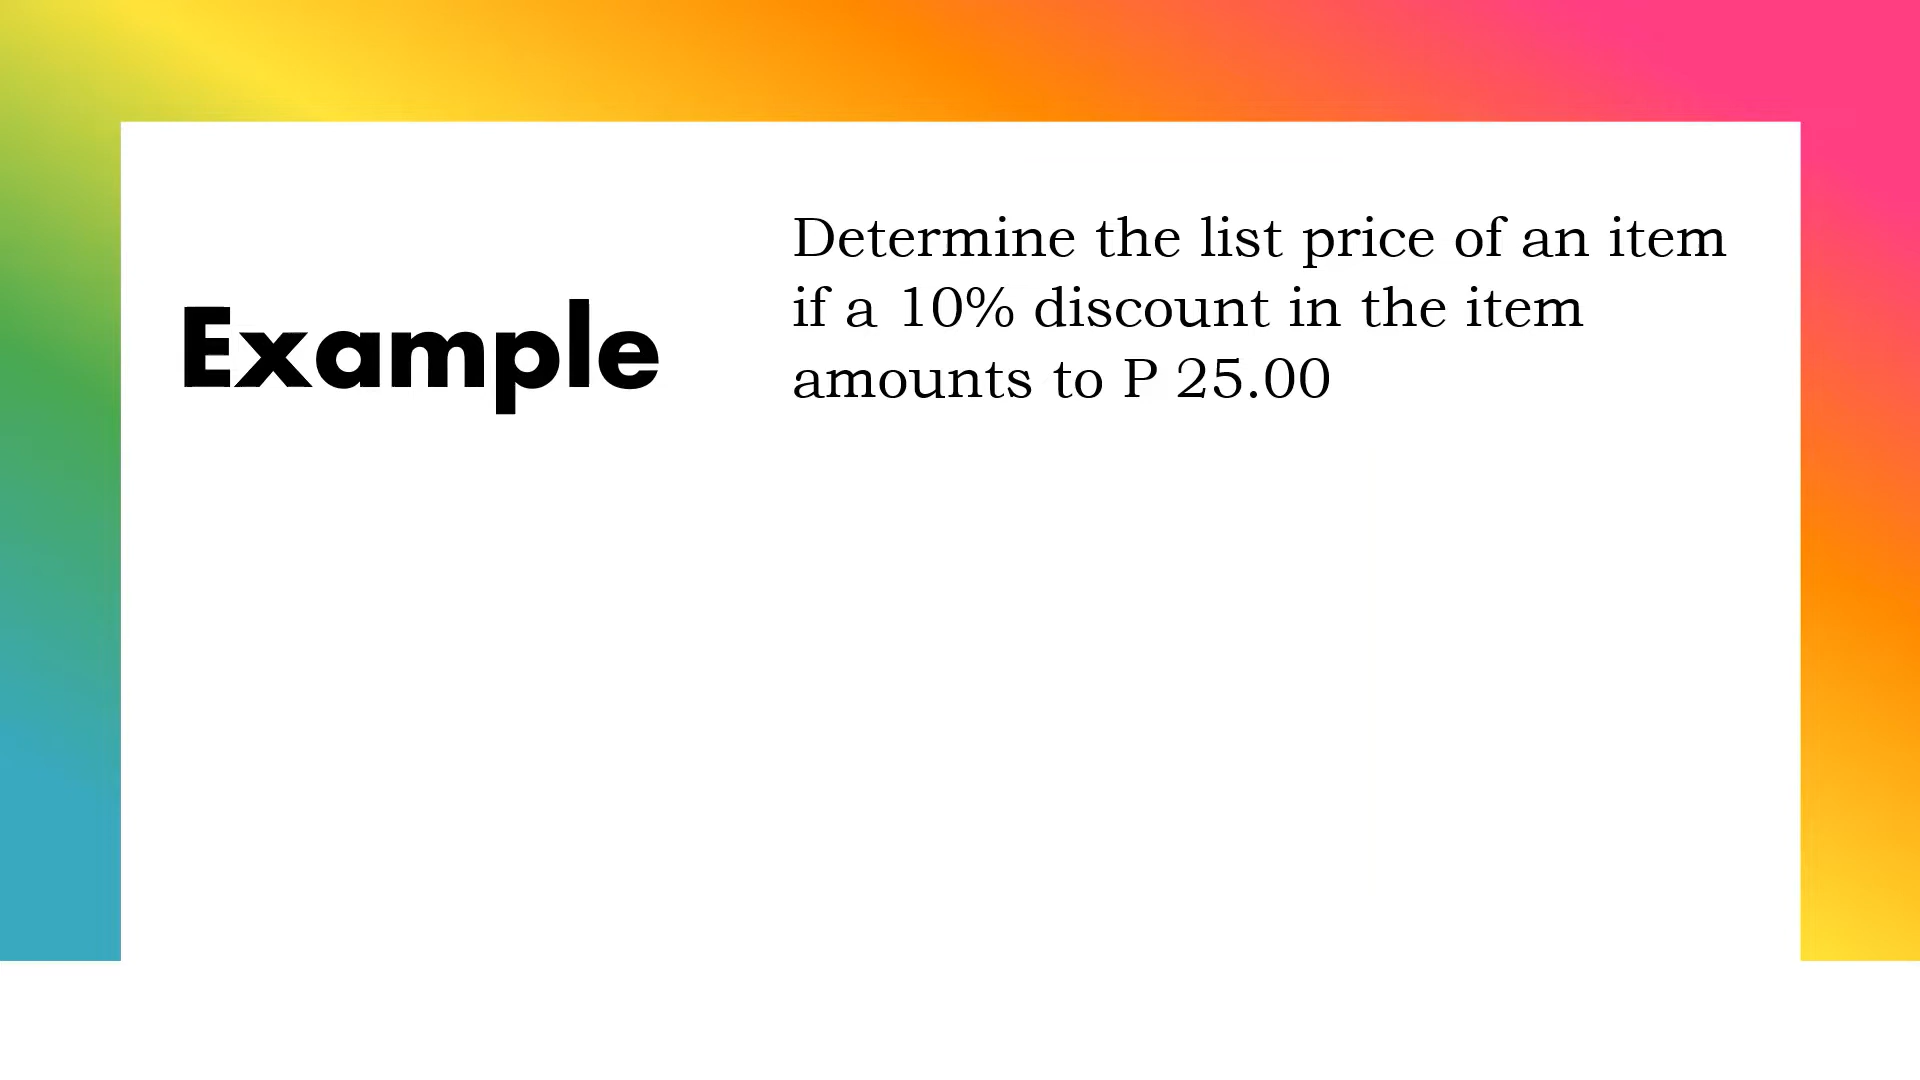 Example
Determine the list price of an item
if a 10% discount in the item
amounts to P 25.00